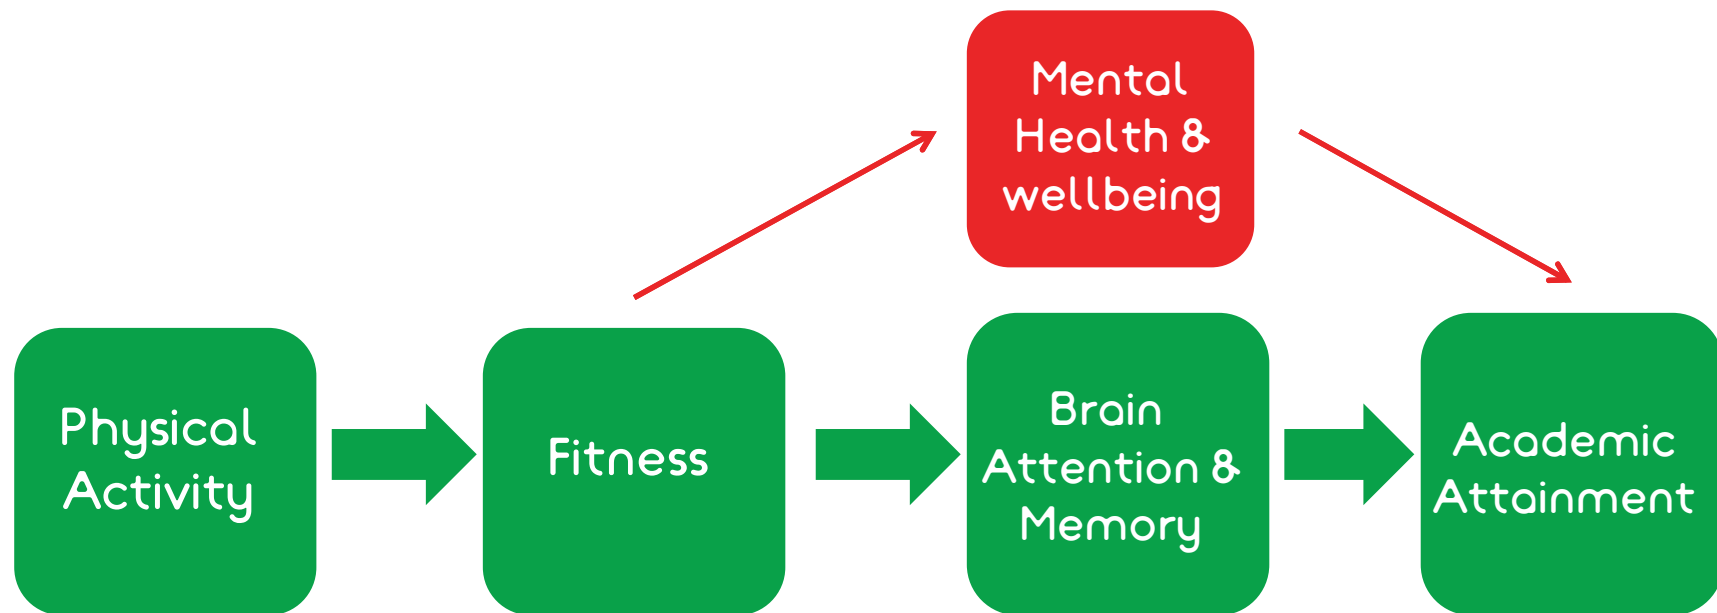 Mental
Health &
wellbeing
Physical
Activity
Fitness
Brain
Attention &
Memory
Academic
Attainment